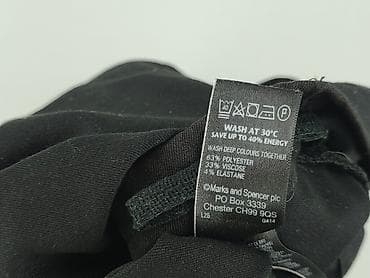 WASH AT 30°C
SAVE UP TO 40% ENERGY
WASH DEEP COLOURS TOGETHER
63% POLYESTER
33% VISCOSE
4% ELASTANE
©Marks and Spencer plc
PO Box 3339
Chester CH99 9QS